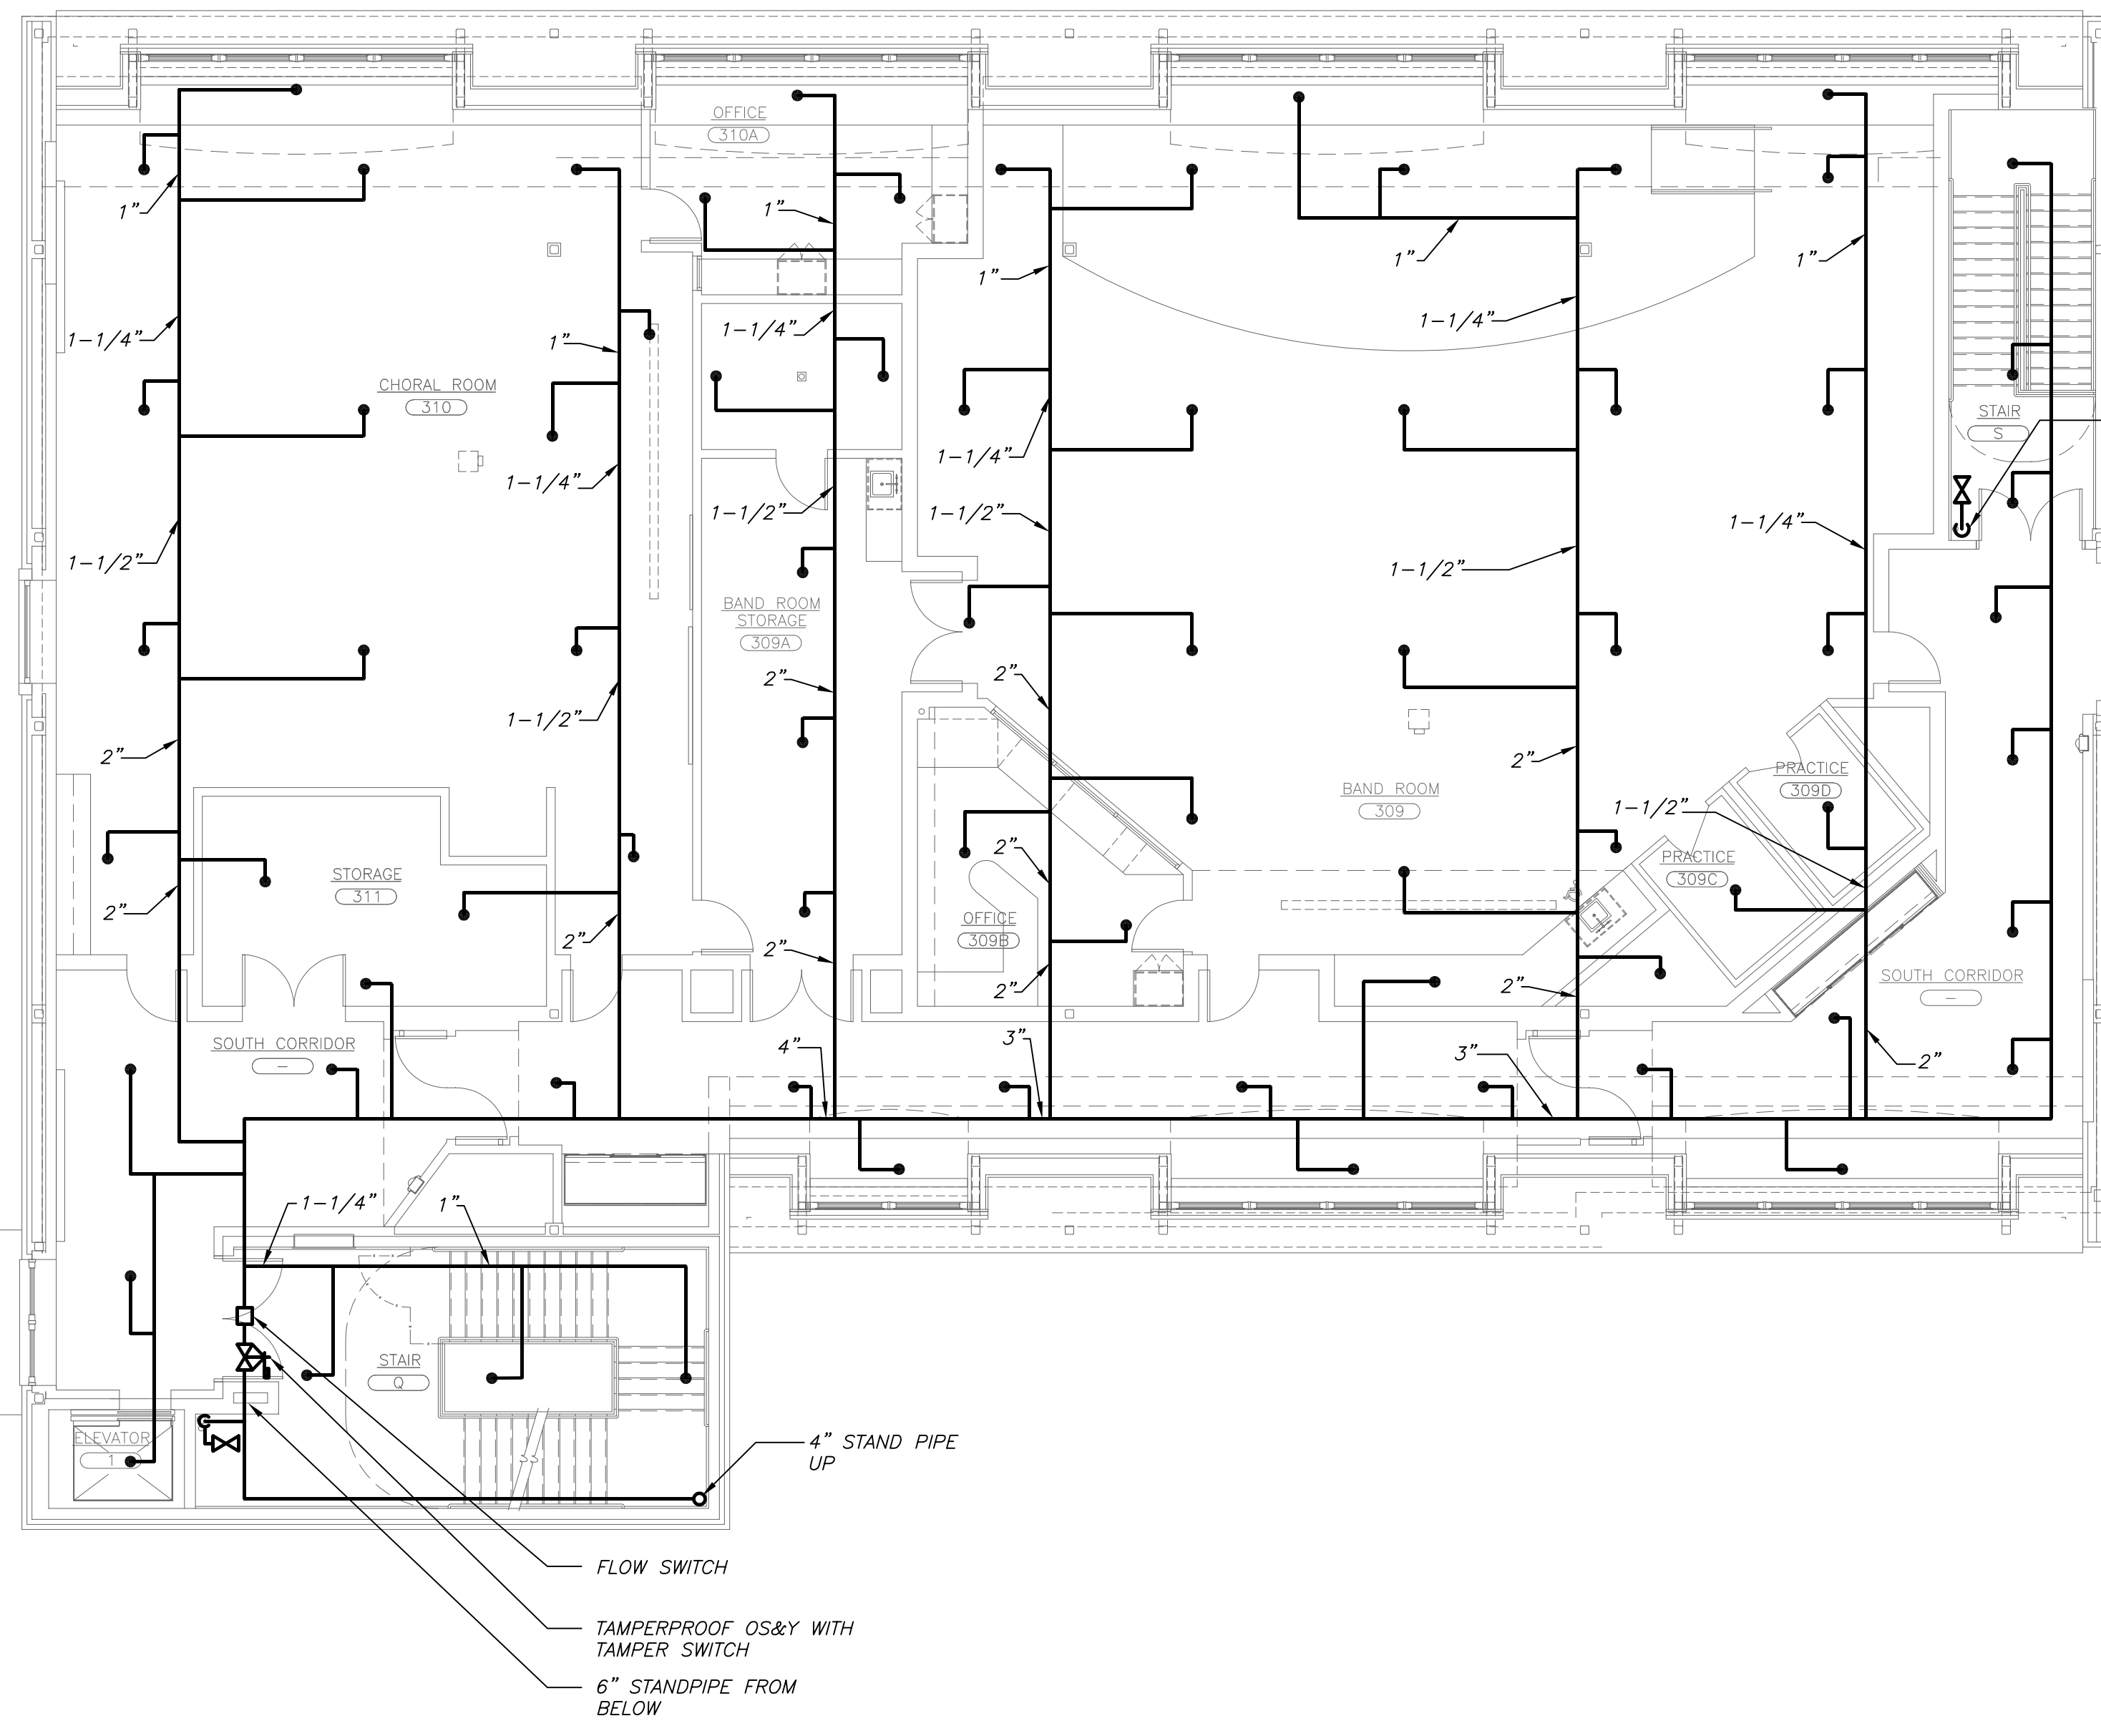 OFFICE
310A
1"
1"
1"
1"
1"
1"
1-1/4"
1-1/4"
1-1/4"
1"
CHORAL ROOM
310
STAIR
S
1-1/4"
1-1/4"
1-1/2"
1-1/2"
1-1/4"
1-1/2"
1-1/2"
BAND ROOM
STORAGE
309A
2"
2"
1-1/2"
2"
2"
BAND ROOM
309
PRACTICE
309D
1-1/2"
2"
PRACTICE
309C
STORAGE
311
2"
2"
2"
OFFICE
309B
2"
2"
SOUTH CORRIDOR
-
SOUTH CORRIDOR
-
4"
3"
3"
2"
1-1/4"
1"
STAIR
Q
ELEVATOR
1
4" STAND PIPE
UP
FLOW SWITCH
TAMPERPROOF OS&Y WITH
TAMPER SWITCH
6" STANDPIPE FROM
BELOW